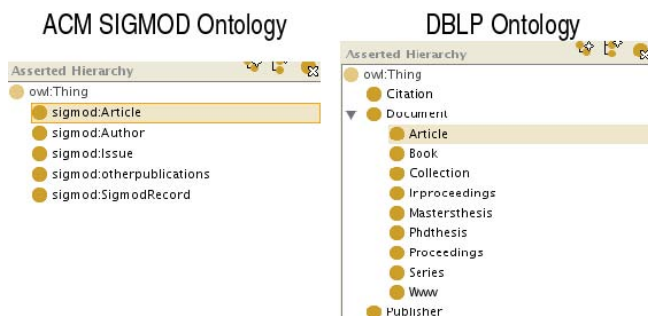 ACM SIGMOD Ontology
Asserted Hierarchy
owl:Thing
sigmod:Article
sigmod:Author
sigmod:Issue
sigmod:otherpublications
sigmod:SigmodRecord
DBLP Ontology
Asserted Hierarchy
owl:Thing
Citation
Document
Article
Book
Collection
Inproceedings
Mastersthesis
Phdthesis
Proceedings
Series
Www
Publisher